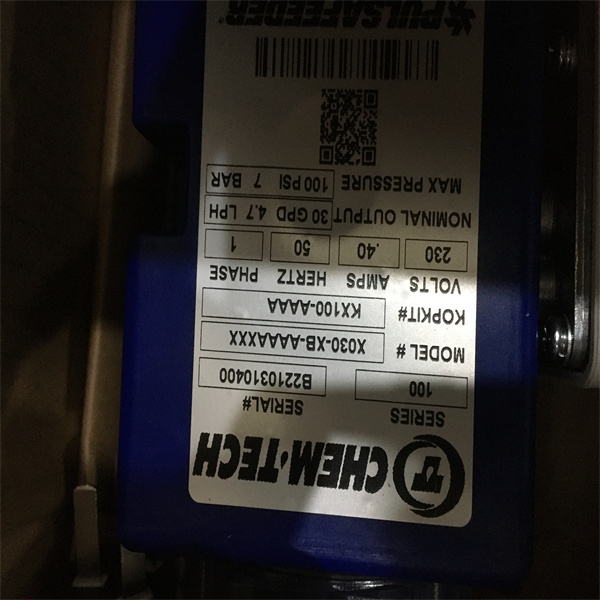 CHEM·TECH
SERIES SERIAL#
100 B2210310400
MODEL # X030-XB-AAAAXXX
KOPKIT# KX100-AAAA
VOLTS AMPS HERTZ PHASE
230 .40 50 1
NOMINAL OUTPUT 30 GPD 4.7 LPH
MAX PRESSURE 100 PSI 7 BAR
PULSAFEEDER®